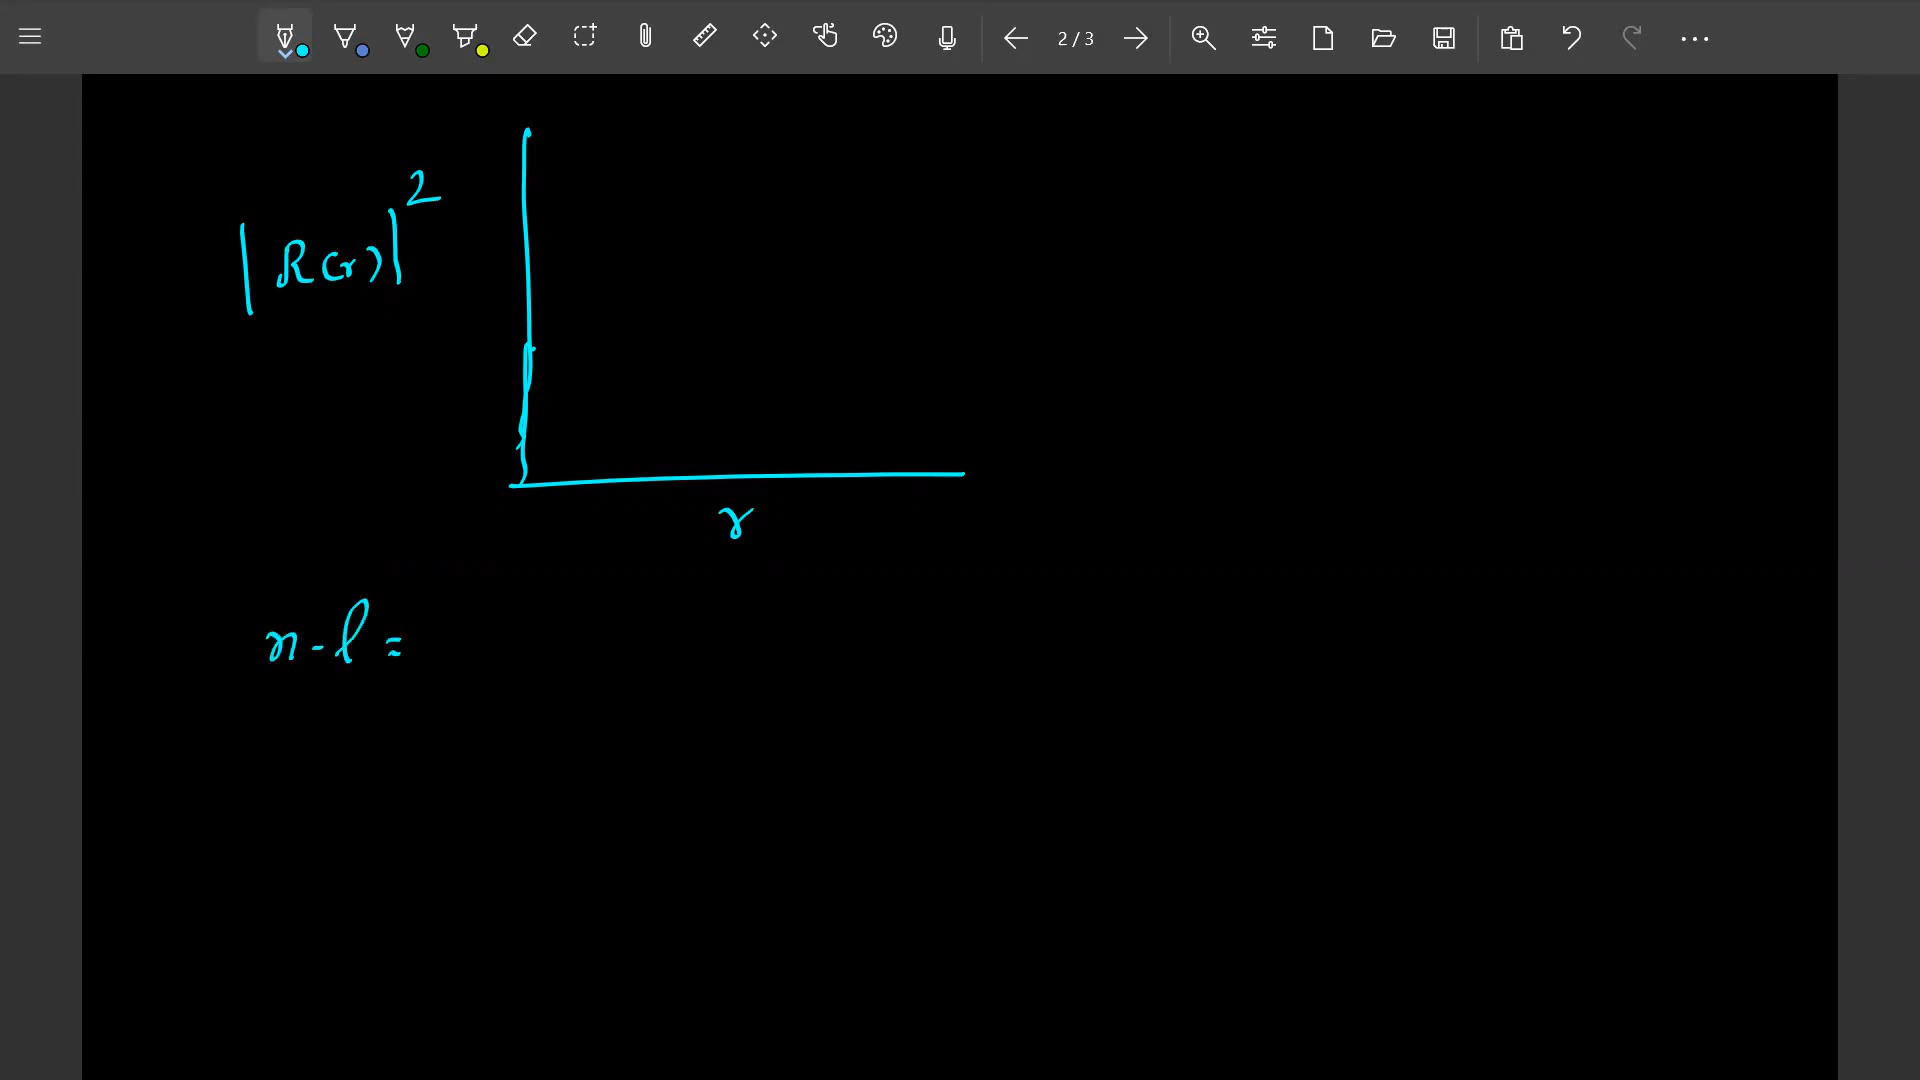 2 / 3
|R(r)|²
r
n - l =